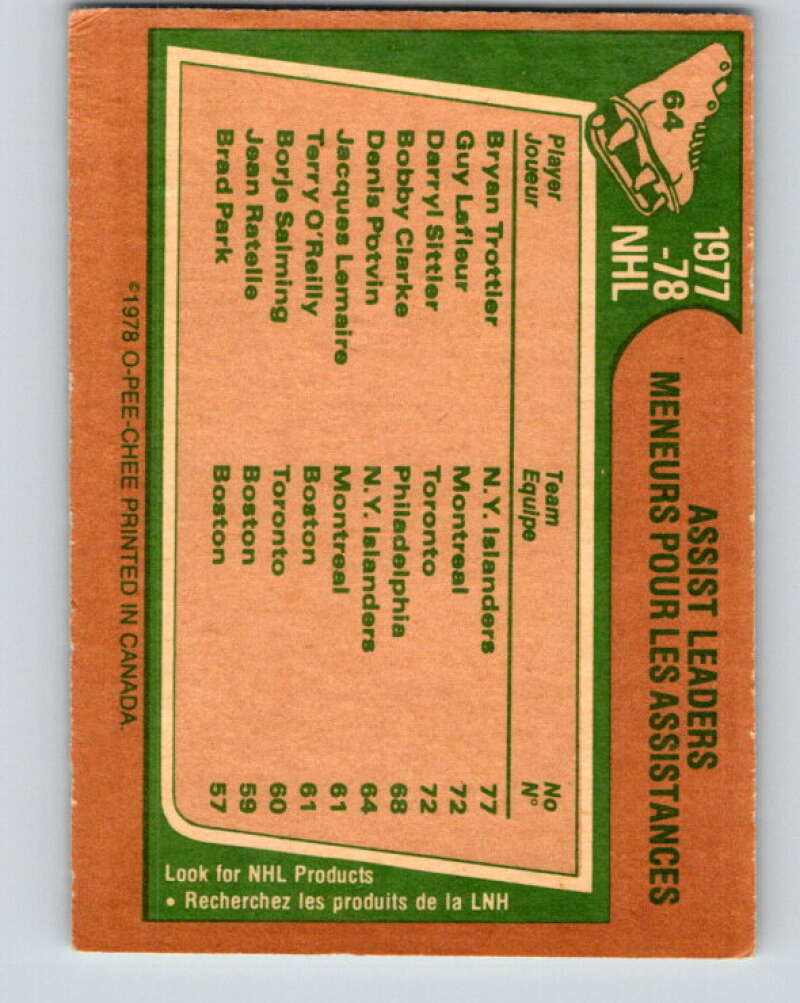 64
1977
-78
NHL
ASSIST LEADERS
MENEURS POUR LES ASSISTANCES
Player Team No
Joueur Equipe N°
Bryan Trottier N.Y. Islanders 77
Guy Lafleur Montreal 72
Darryl Sittler Toronto 72
Bobby Clarke Philadelphia 68
Denis Potvin N.Y. Islanders 64
Jacques Lemaire Montreal 61
Terry O'Reilly Boston 61
Borje Salming Toronto 60
Jean Ratelle Boston 59
Brad Park Boston 57
Look for NHL Products
• Recherchez les produits de la LNH
©1978 O-PEE-CHEE PRINTED IN CANADA.